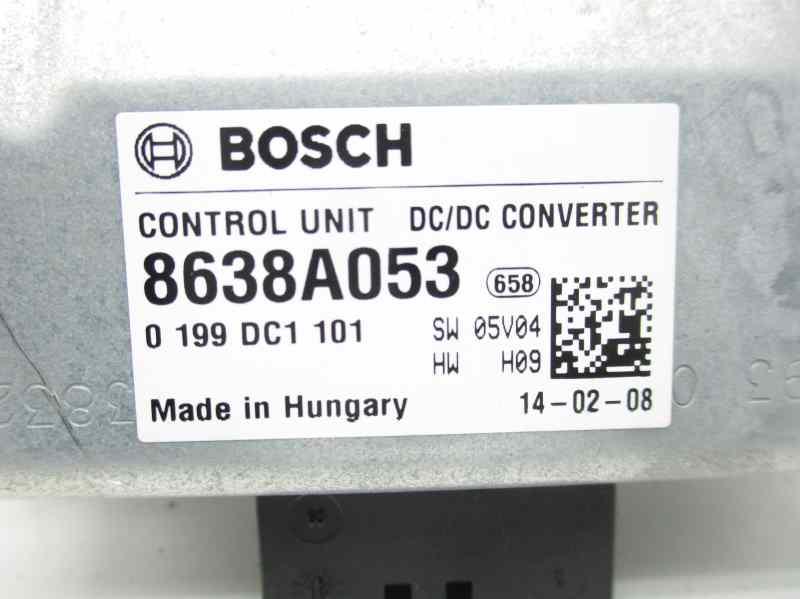 BOSCH
CONTROL UNIT DC/DC CONVERTER
8638A053 658
0 199 DC1 101 SW 05V04
HW H09
Made in Hungary 14-02-08